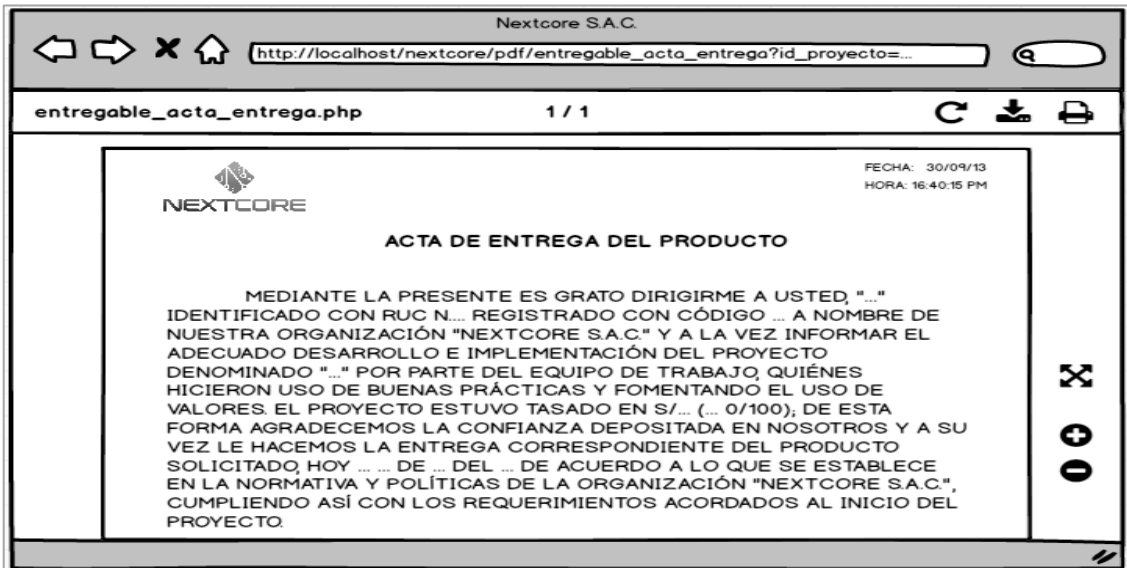 Nextcore S.A.C.
http://localhost/nextcore/pdf/entregable_acta_entrega?id_proyecto=...
entregable_acta_entrega.php 1 / 1
FECHA: 30/09/13
HORA: 16:40:15 PM
NEXTCORE
ACTA DE ENTREGA DEL PRODUCTO
MEDIANTE LA PRESENTE ES GRATO DIRIGIRME A USTED, "..."
IDENTIFICADO CON RUC N.... REGISTRADO CON CÓDIGO ... A NOMBRE DE
NUESTRA ORGANIZACIÓN "NEXTCORE S.A.C." Y A LA VEZ INFORMAR EL
ADECUADO DESARROLLO E IMPLEMENTACIÓN DEL PROYECTO
DENOMINADO "..." POR PARTE DEL EQUIPO DE TRABAJO, QUIÉNES
HICIERON USO DE BUENAS PRÁCTICAS Y FOMENTANDO EL USO DE
VALORES. EL PROYECTO ESTUVO TASADO EN S/... (... 0/100); DE ESTA
FORMA AGRADECEMOS LA CONFIANZA DEPOSITADA EN NOSOTROS Y A SU
VEZ LE HACEMOS LA ENTREGA CORRESPONDIENTE DEL PRODUCTO
SOLICITADO, HOY ... ... DE ... DEL ... DE ACUERDO A LO QUE SE ESTABLECE
EN LA NORMATIVA Y POLÍTICAS DE LA ORGANIZACIÓN "NEXTCORE S.A.C.",
CUMPLIENDO ASÍ CON LOS REQUERIMIENTOS ACORDADOS AL INICIO DEL
PROYECTO.